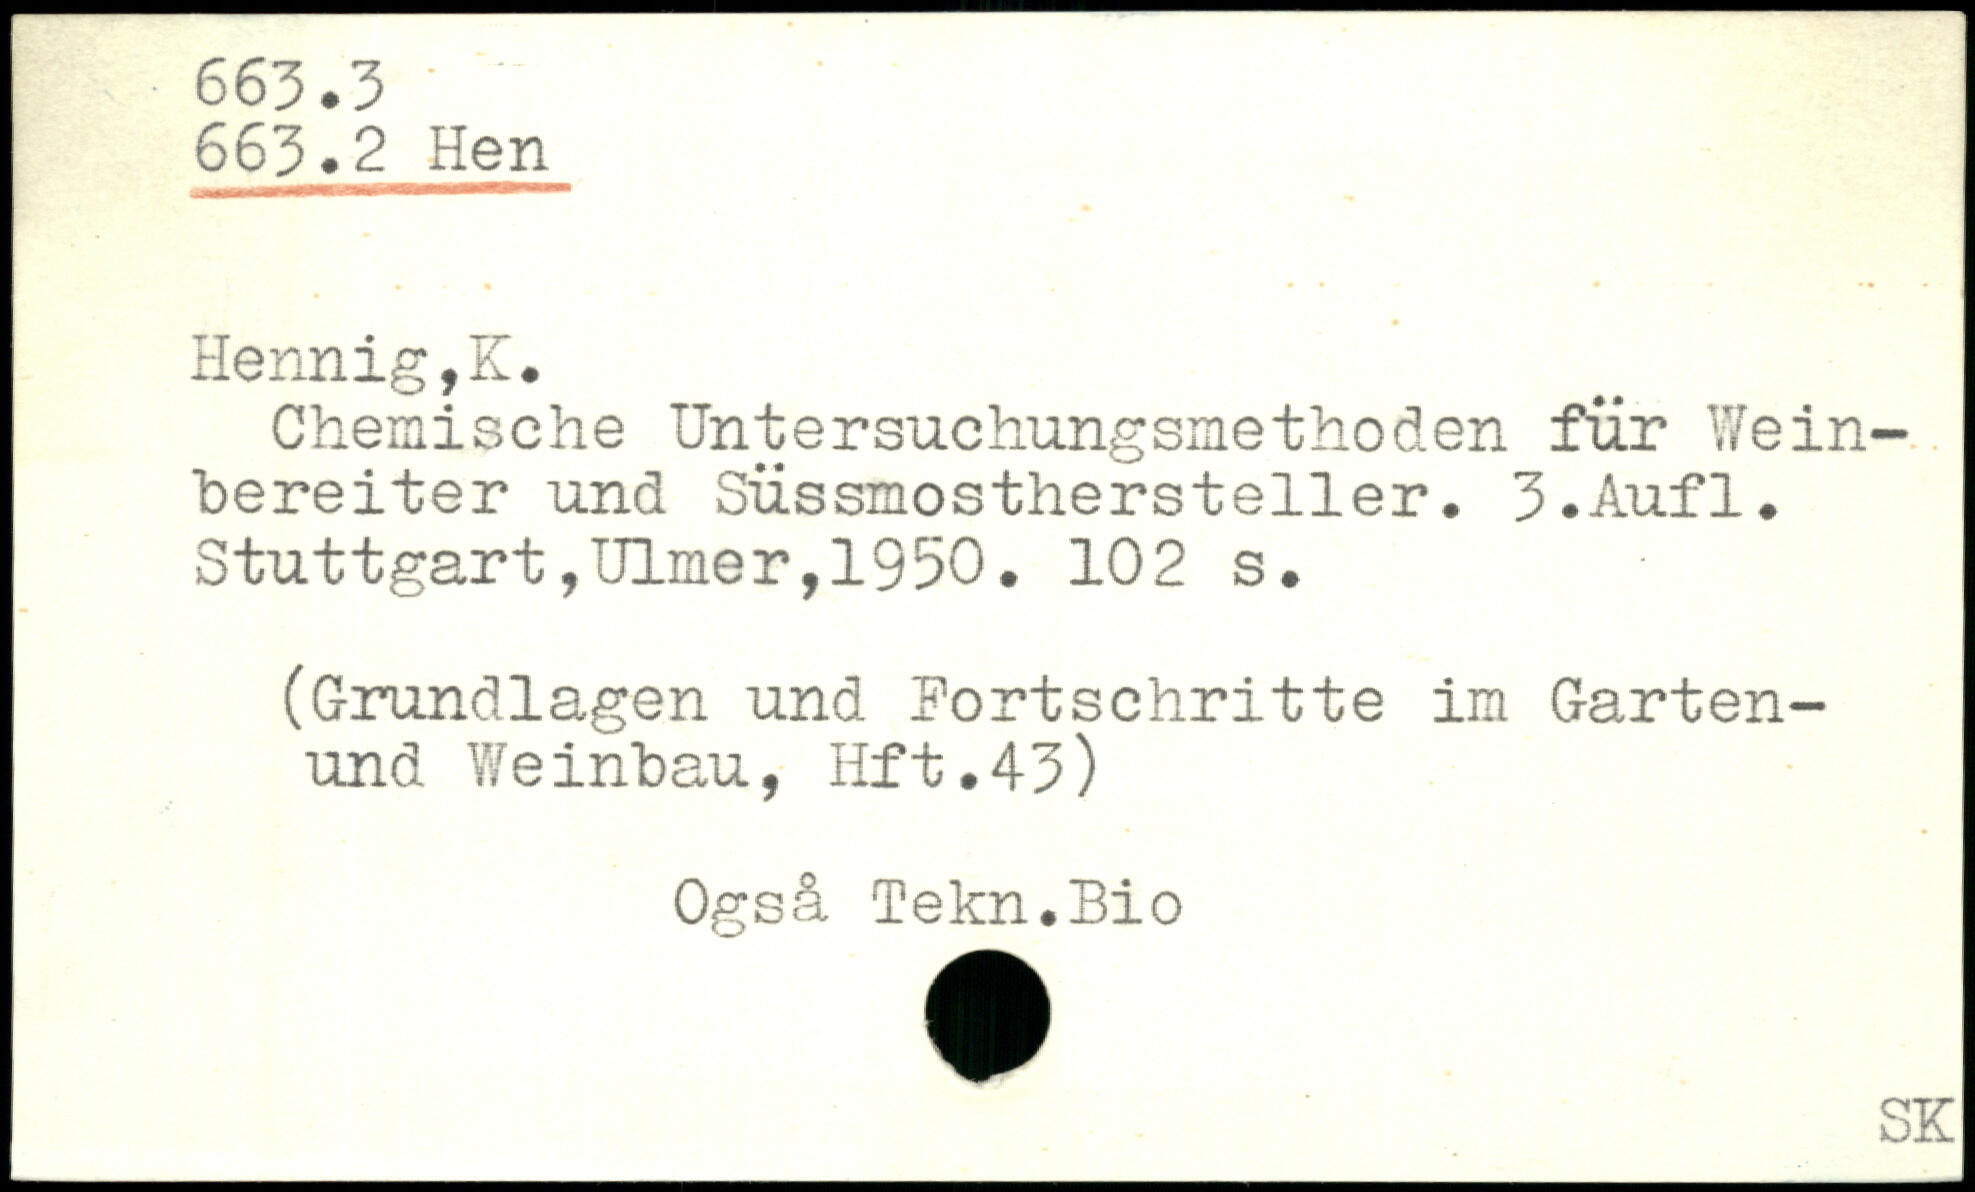 663.3
663.2 Hen
Hennig,K.
Chemische Untersuchungsmethoden für Wein-
bereiter und Süssmosthersteller. 3.Aufl.
Stuttgart,Ulmer,1950. 102 s.
(Grundlagen und Fortschritte im Garten-
und Weinbau, Hft.43)
Også Tekn.Bio
SK